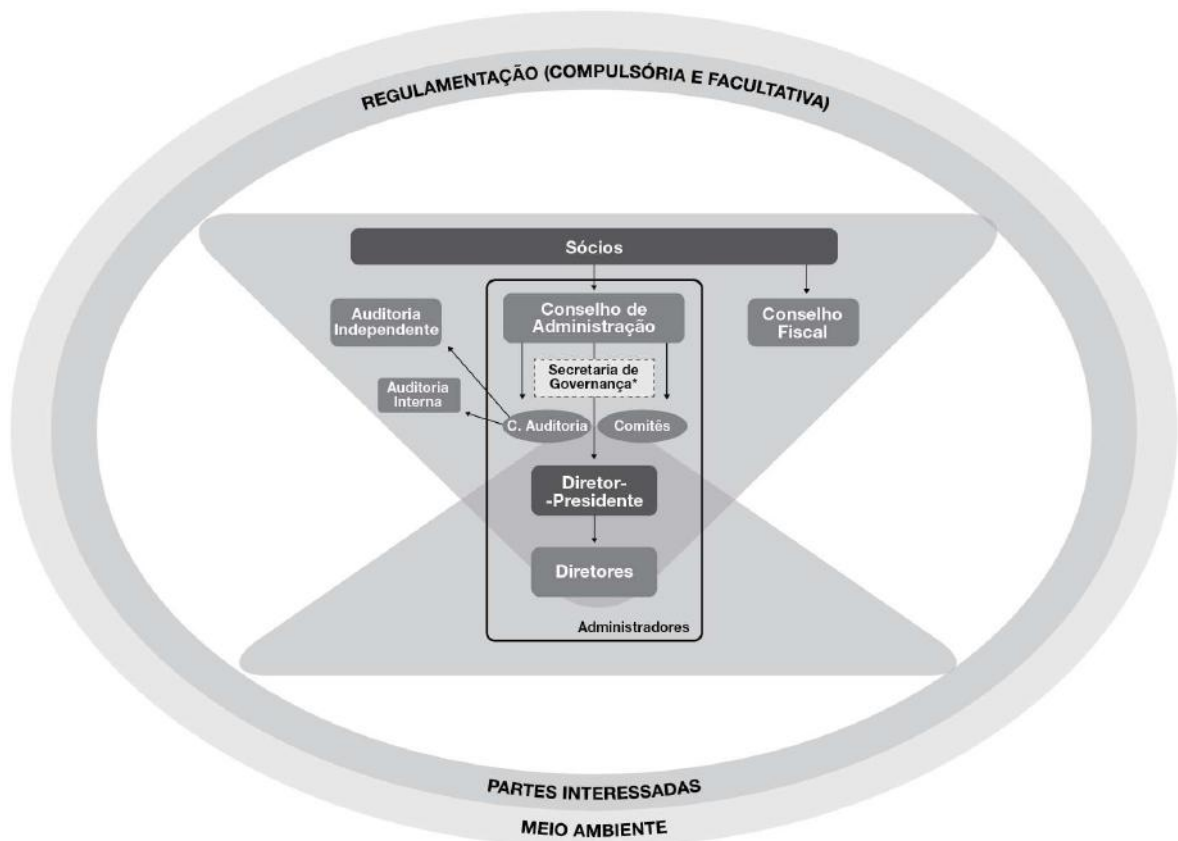 REGULAMENTAÇÃO (COMPULSÓRIA E FACULTATIVA)
Sócios
Auditoria
Independente
Conselho de
Administração
Conselho
Fiscal
Secretaria de
Governança*
Auditoria
Interna
C. Auditoria
Comitês
Diretor-
-Presidente
Diretores
Administradores
PARTES INTERESSADAS
MEIO AMBIENTE